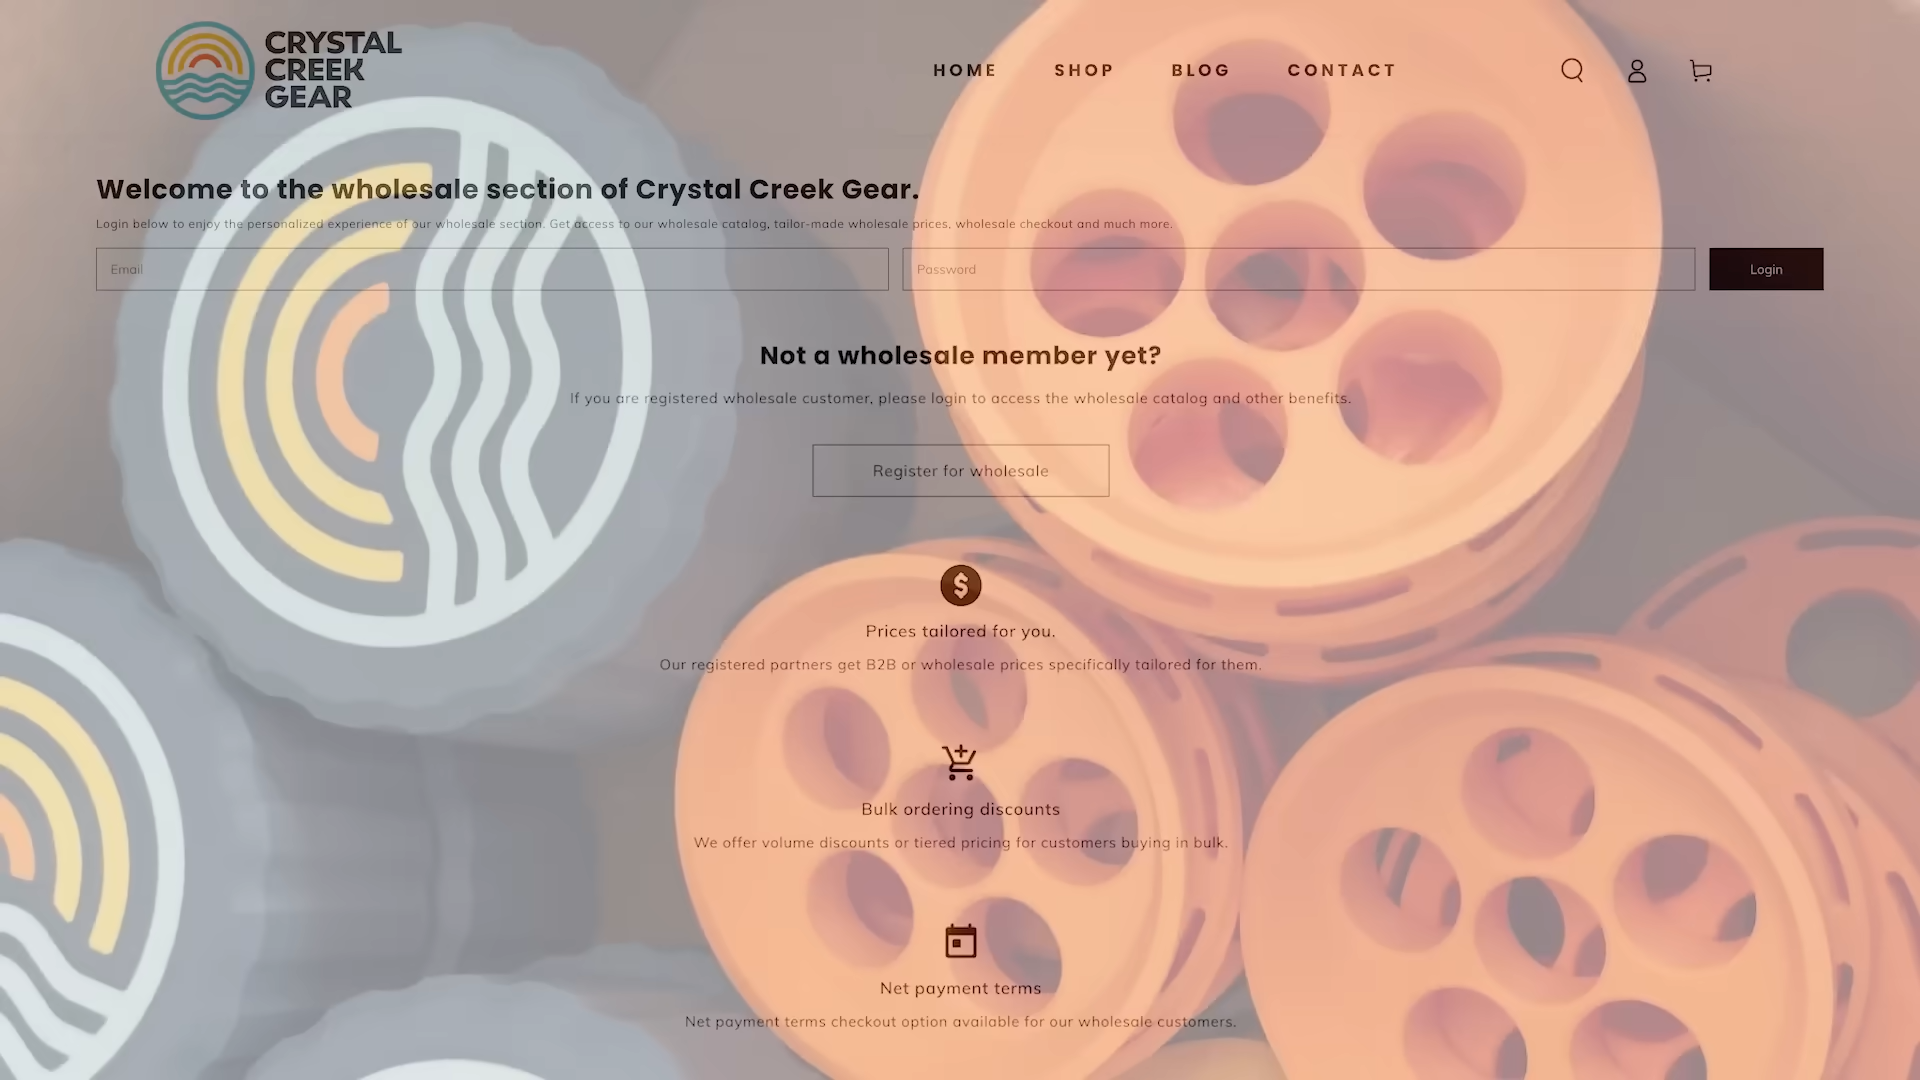 CRYSTAL
CREEK
GEAR
HOME SHOP BLOG CONTACT
Welcome to the wholesale section of Crystal Creek Gear.
Login below to enjoy the personalized experience of our wholesale section. Get access to our wholesale catalog, tailor-made wholesale prices, wholesale checkout and much more.
Email Password Login
Not a wholesale member yet?
If you are registered wholesale customer, please login to access the wholesale catalog and other benefits.
Register for wholesale
Prices tailored for you.
Our registered partners get B2B or wholesale prices specifically tailored for them.
Bulk ordering discounts
We offer volume discounts or tiered pricing for customers buying in bulk.
Net payment terms
Net payment terms checkout option available for our wholesale customers.